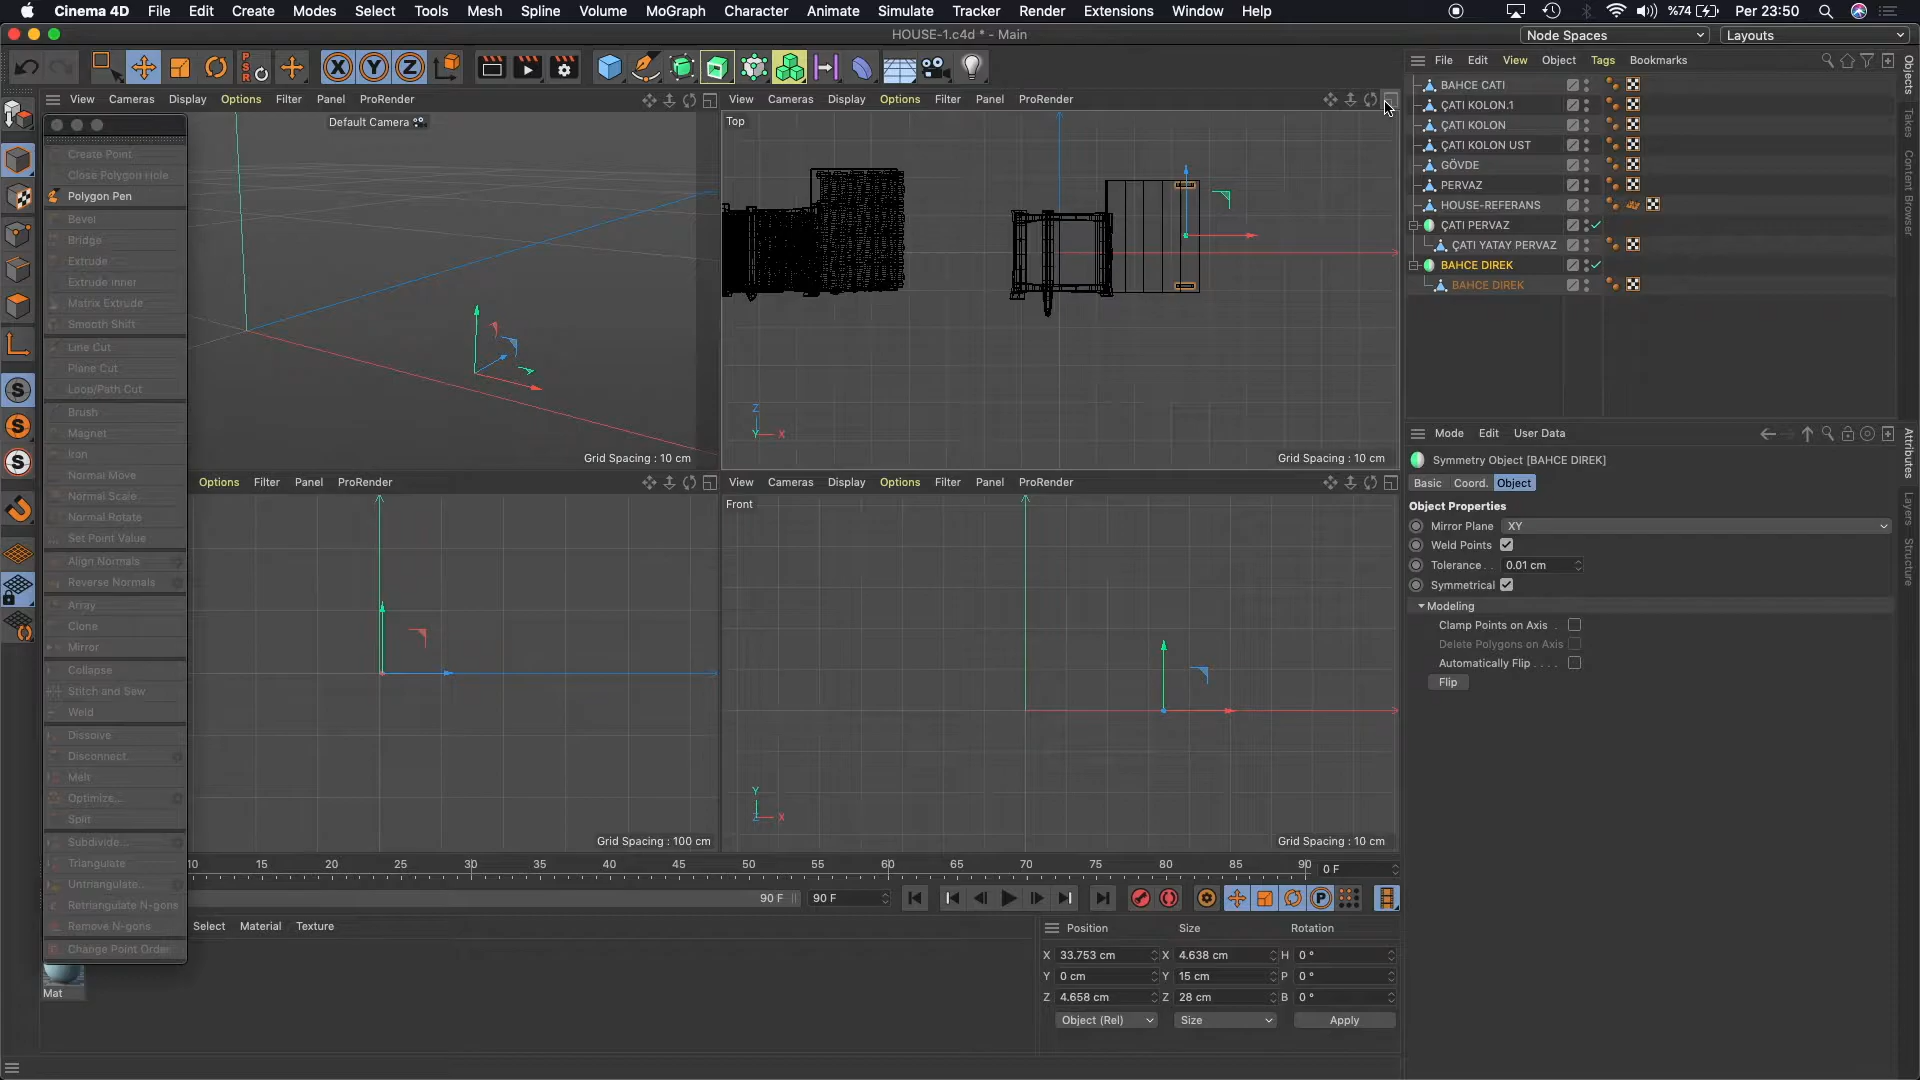 Cinema 4D File Edit Create Modes Select Tools Mesh Spline Volume MoGraph Character Animate Simulate Tracker Render Extensions Window Help %74 Per 23:50
HOUSE-1.c4d * - Main
Node Spaces Layouts
View Cameras Display Options Filter Panel ProRender
Default Camera
Grid Spacing : 10 cm
View Cameras Display Options Filter Panel ProRender
Top
Z
Y X
Grid Spacing : 10 cm
Create Point
Close Polygon Hole
Polygon Pen
Bevel
Bridge
Extrude
Extrude Inner
Matrix Extrude
Smooth Shift
Line Cut
Plane Cut
Loop/Path Cut
Brush
Magnet
Iron
Normal Move
Normal Scale
Normal Rotate
Set Point Value
Align Normals
Reverse Normals
Array
Clone
Mirror
Collapse
Stitch and Sew
Weld
Dissolve
Disconnect..
Melt
Optimize...
Split
Subdivide...
Triangulate
Untriangulate...
Retriangulate N-gons
Remove N-gons
Change Point Order
Options Filter Panel ProRender
Grid Spacing : 100 cm
View Cameras Display Options Filter Panel ProRender
Front
Y
Z X
Grid Spacing : 10 cm
10 15 20 25 30 35 40 45 50 55 60 65 70 75 80 85 90 0 F
90 F 90 F
Select Material Texture
Mat
Position Size Rotation
X 33.753 cm X 4.638 cm H 0 °
Y 0 cm Y 15 cm P 0 °
Z 4.658 cm Z 28 cm B 0 °
Object (Rel) Size Apply
File Edit View Object Tags Bookmarks
BAHCE CATI
ÇATI KOLON.1
ÇATI KOLON
ÇATI KOLON UST
GÖVDE
PERVAZ
HOUSE-REFERANS
ÇATI PERVAZ
ÇATI YATAY PERVAZ
BAHCE DIREK
BAHCE DIREK
Mode Edit User Data
Symmetry Object [BAHCE DIREK]
Basic Coord. Object
Object Properties
Mirror Plane XY
Weld Points
Tolerance . . 0.01 cm
Symmetrical
Modeling
Clamp Points on Axis .
Delete Polygons on Axis
Automatically Flip . . . .
Flip
Objects
Takes
Content Browser
Attributes
Layers
Structure